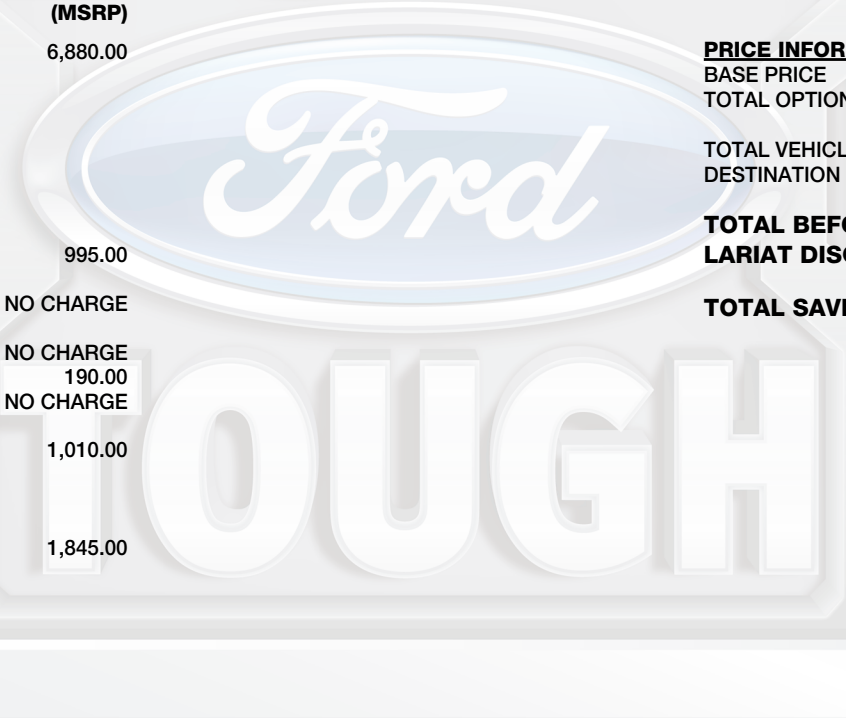 (MSRP)
6,880.00
995.00
NO CHARGE
NO CHARGE
190.00
NO CHARGE
1,010.00
1,845.00
PRICE INFOR
BASE PRICE
TOTAL OPTION
TOTAL VEHICL
DESTINATION
TOTAL BEFO
LARIAT DISC
TOTAL SAVI
Ford
TOUGH